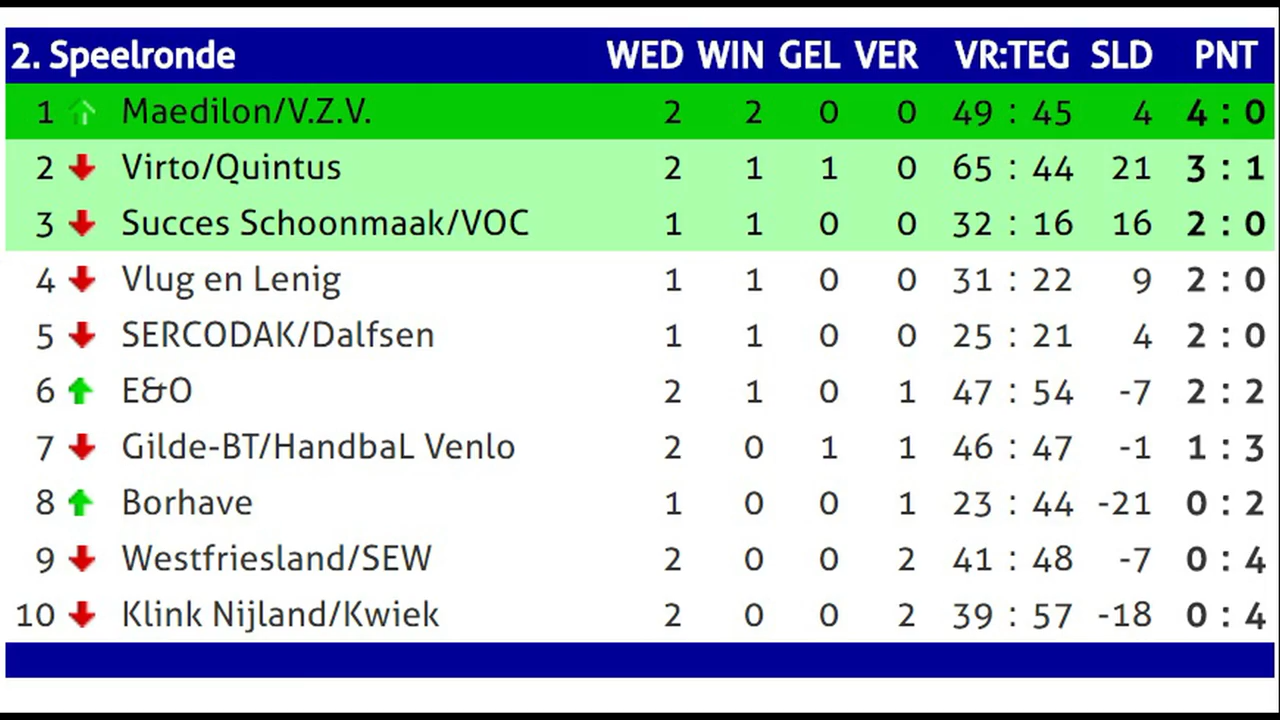 2. Speelronde WED WIN GEL VER VR:TEG SLD PNT
1 Maedilon/V.Z.V. 2 2 0 0 49 : 45 4 4 : 0
2 Virto/Quintus 2 1 1 0 65 : 44 21 3 : 1
3 Succes Schoonmaak/VOC 1 1 0 0 32 : 16 16 2 : 0
4 Vlug en Lenig 1 1 0 0 31 : 22 9 2 : 0
5 SERCODAK/Dalfsen 1 1 0 0 25 : 21 4 2 : 0
6 E&O 2 1 0 1 47 : 54 -7 2 : 2
7 Gilde-BT/HandbaL Venlo 2 0 1 1 46 : 47 -1 1 : 3
8 Borhave 1 0 0 1 23 : 44 -21 0 : 2
9 Westfriesland/SEW 2 0 0 2 41 : 48 -7 0 : 4
10 Klink Nijland/Kwiek 2 0 0 2 39 : 57 -18 0 : 4